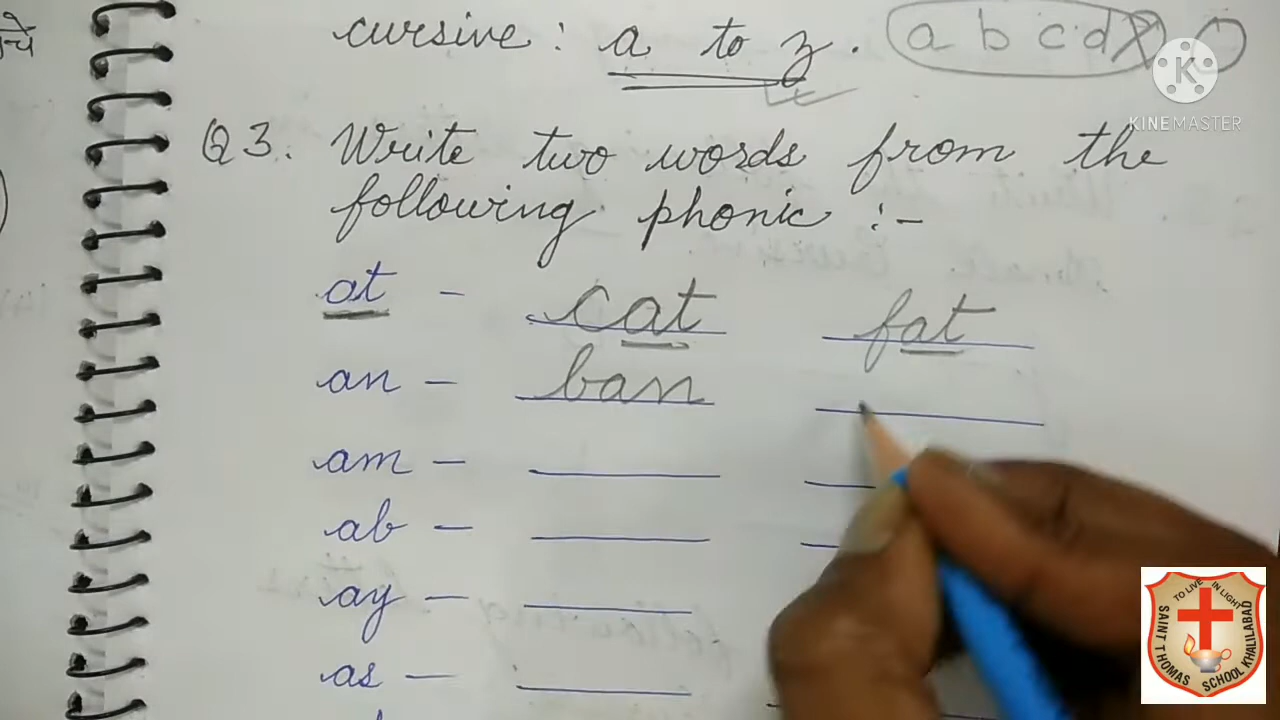 cursive : a to z . a b c d
Q3. Write two words from the
following phonic :-
at - cat fat
an - ban
am -
ab -
ay -
as -
KINEMASTER
TO LIVE IN LIGHT
SAINT THOMAS SCHOOL KHALILABAD